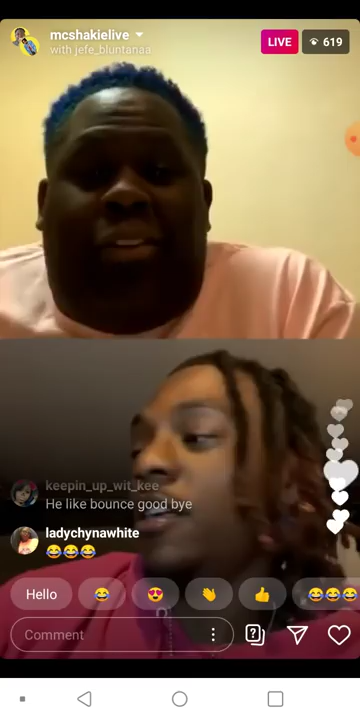 mcshakielive
with jefe_bluntanaa
LIVE
619
keepin_up_wit_kee
He like bounce good bye
ladychynawhite
😂😂😂
Hello
😂
😍
👏
👍
😂😂😂
Comment